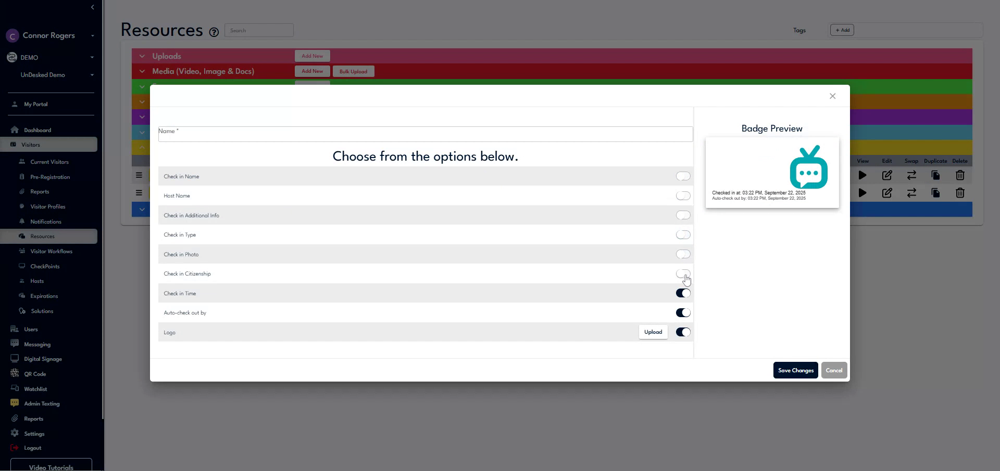 C Connor Rogers
DEMO
UnDesked Demo
My Portal
Dashboard
Visitors
Current Visitors
Pre-Registration
Reports
Visitor Profiles
Notifications
Resources
Visitor Workflows
CheckPoints
Hosts
Expirations
Solutions
Users
Messaging
Digital Signage
QR Code
Watchlist
Admin Texting
Reports
Settings
Logout
Video Tutorials
Resources ? Search Tags + Add
Uploads Add New
Media (Video, Image & Docs) Add New Bulk Upload
View Edit Swap Duplicate Delete
Name *
Choose from the options below.
Check in Name
Host Name
Check in Additional Info
Check in Type
Check in Photo
Check in Citizenship
Check in Time
Auto-check out by
Logo Upload
Badge Preview
Checked in at: 03:22 PM, September 22, 2025
Auto-check out by: 03:22 PM, September 22, 2025
Save Changes Cancel